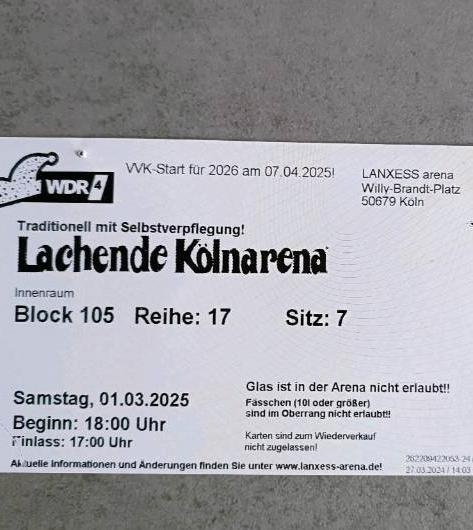 WDR 4
VVK-Start für 2026 am 07.04.2025!
LANXESS arena
Willy-Brandt-Platz
50679 Köln
Traditionell mit Selbstverpflegung!
Lachende Kölnarena
Innenraum
Block 105 Reihe: 17 Sitz: 7
Samstag, 01.03.2025
Beginn: 18:00 Uhr
Einlass: 17:00 Uhr
Glas ist in der Arena nicht erlaubt!!
Fässchen (10l oder größer)
sind im Oberrang nicht erlaubt!!
Karten sind zum Wiederverkauf
nicht zugelassen!
Aktuelle Informationen und Änderungen finden Sie unter www.lanxess-arena.de!
27.03.2024 / 14:03